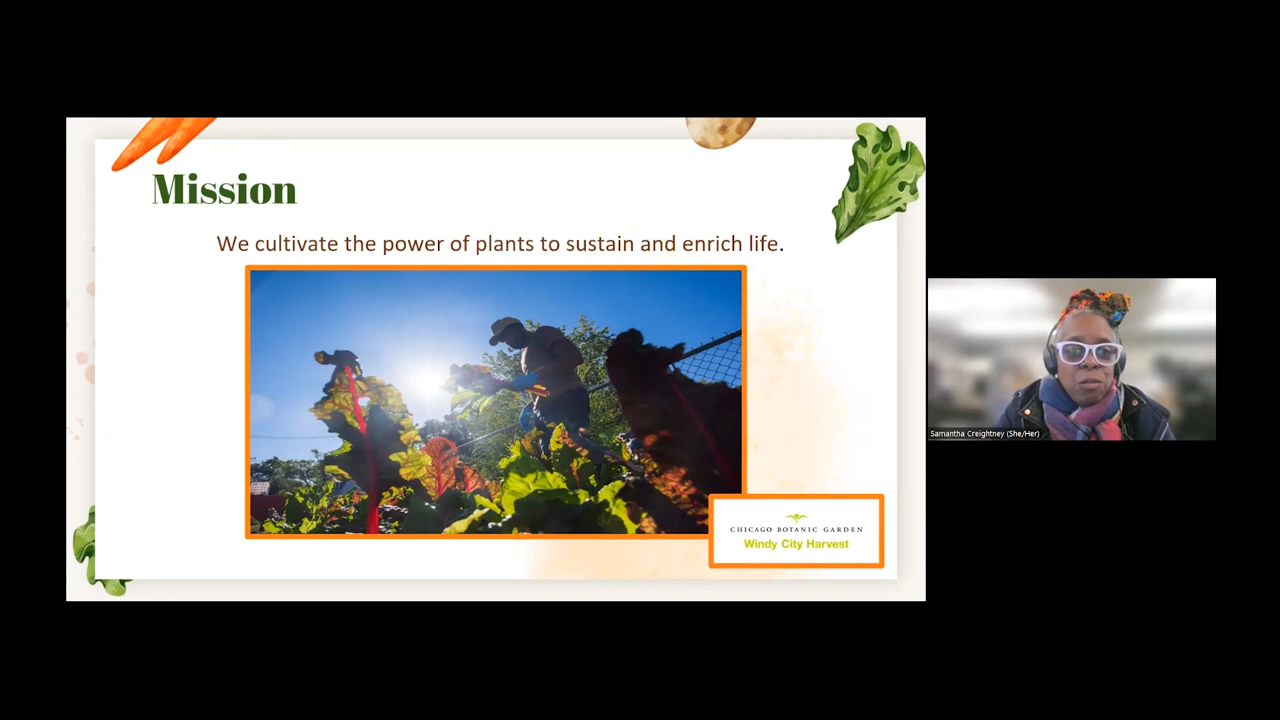 Mission
We cultivate the power of plants to sustain and enrich life.
CHICAGO BOTANIC GARDEN
Windy City Harvest
Samantha Creightney (She/Her)